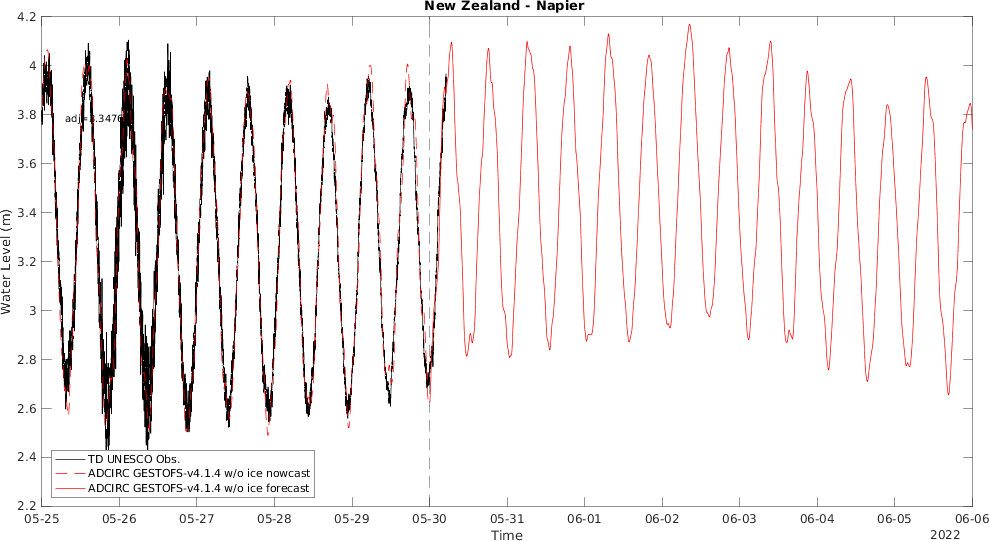 New Zealand - Napier
4.2
4
3.8
3.6
3.4
3.2
3
2.8
2.6
2.4
2.2
Water Level (m)
adj=3.3476
TD UNESCO Obs.
ADCIRC GESTOFS-v4.1.4 w/o ice nowcast
ADCIRC GESTOFS-v4.1.4 w/o ice forecast
05-25 05-26 05-27 05-28 05-29 05-30 05-31 06-01 06-02 06-03 06-04 06-05 06-06
Time
2022